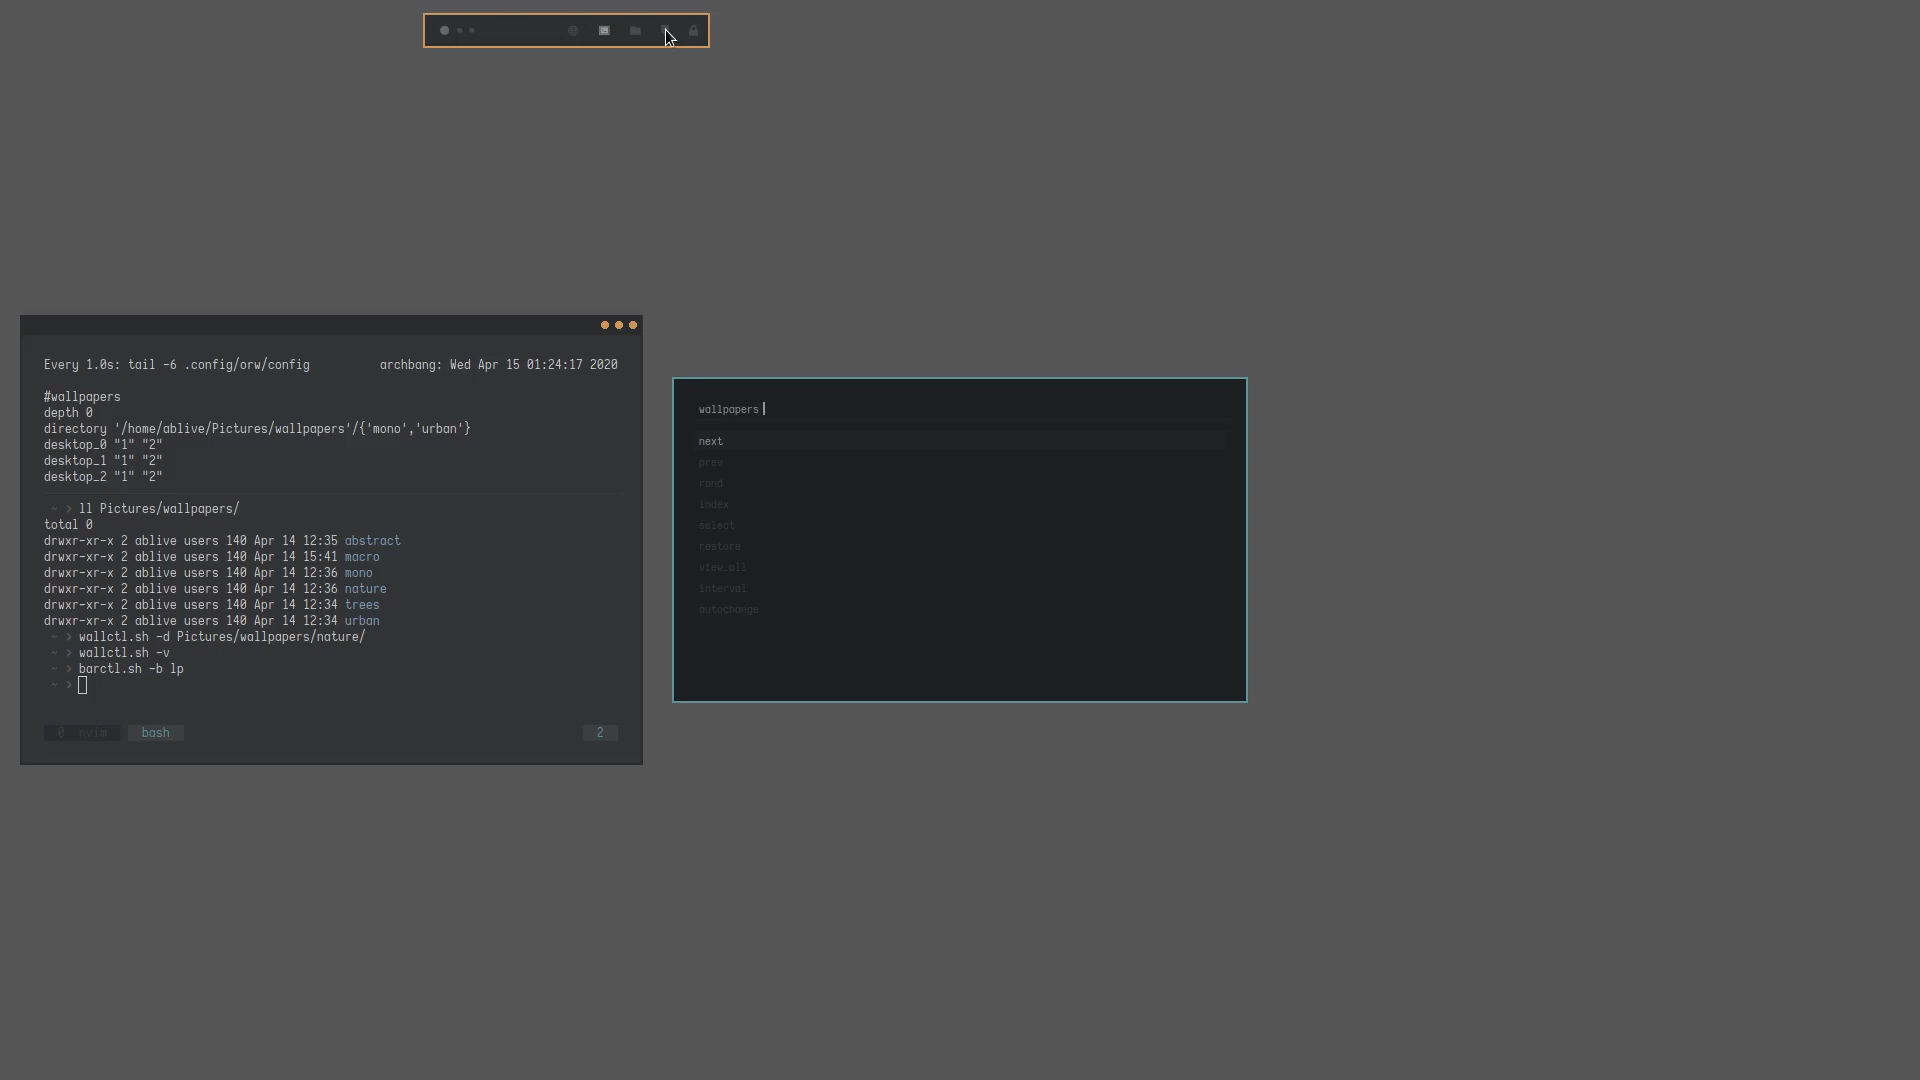 Every 1.0s: tail -6 .config/orw/config archbang: Wed Apr 15 01:24:17 2020
#wallpapers
depth 0
directory '/home/ablive/Pictures/wallpapers'/{'mono','urban'}
desktop_0 "1" "2"
desktop_1 "1" "2"
desktop_2 "1" "2"
~ > ll Pictures/wallpapers/
total 0
drwxr-xr-x 2 ablive users 140 Apr 14 12:35 abstract
drwxr-xr-x 2 ablive users 140 Apr 14 15:41 macro
drwxr-xr-x 2 ablive users 140 Apr 14 12:36 mono
drwxr-xr-x 2 ablive users 140 Apr 14 12:36 nature
drwxr-xr-x 2 ablive users 140 Apr 14 12:34 trees
drwxr-xr-x 2 ablive users 140 Apr 14 12:34 urban
~ > wallctl.sh -d Pictures/wallpapers/nature/
~ > wallctl.sh -v
~ > barctl.sh -b lp
~ >
0 nvim bash 2
wallpapers
next
prev
rand
index
select
restore
view_all
interval
autochange